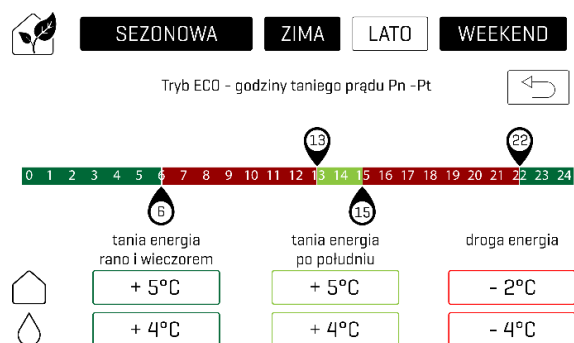 SEZONOWA ZIMA LATO WEEKEND
Tryb ECO - godziny taniego prądu Pn -Pt
13 22
0 1 2 3 4 5 6 7 8 9 10 11 12 13 14 15 16 17 18 19 20 21 22 23 24
6 15
tania energia
rano i wieczorem
tania energia
po południu
droga energia
+ 5°C + 5°C - 2°C
+ 4°C + 4°C - 4°C